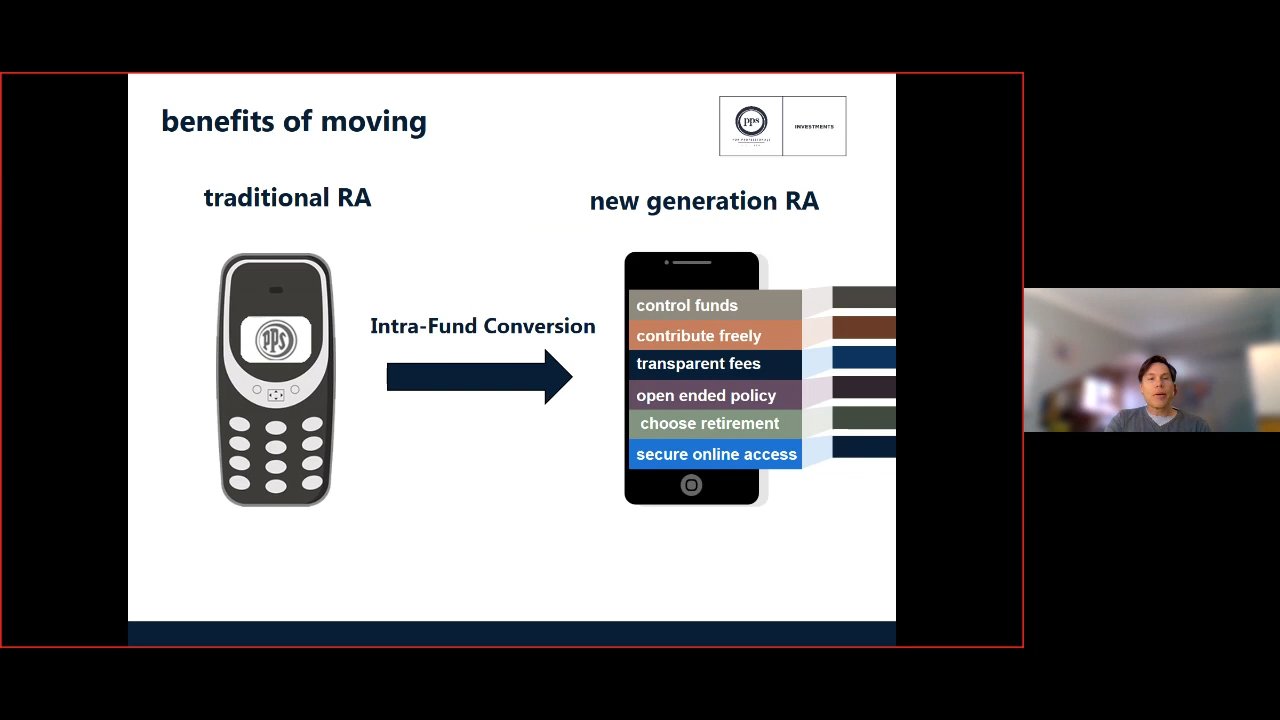 benefits of moving
pps
INVESTMENTS
traditional RA
new generation RA
PPS
Intra-Fund Conversion
control funds
contribute freely
transparent fees
open ended policy
choose retirement
secure online access